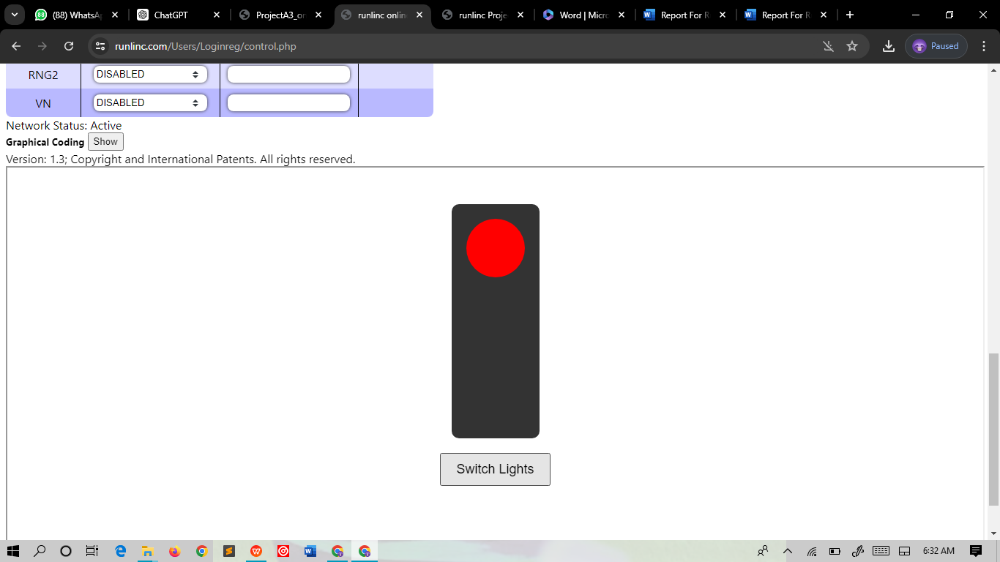 (88) WhatsA
ChatGPT
ProjectA3_or
runlinc onlin
runlinc Proje
Word | Micr
Report For R
Report For R
runlinc.com/Users/Loginreg/control.php
Paused
RNG2 DISABLED
VN DISABLED
Network Status: Active
Graphical Coding Show
Version: 1.3; Copyright and International Patents. All rights reserved.
Switch Lights
6:32 AM